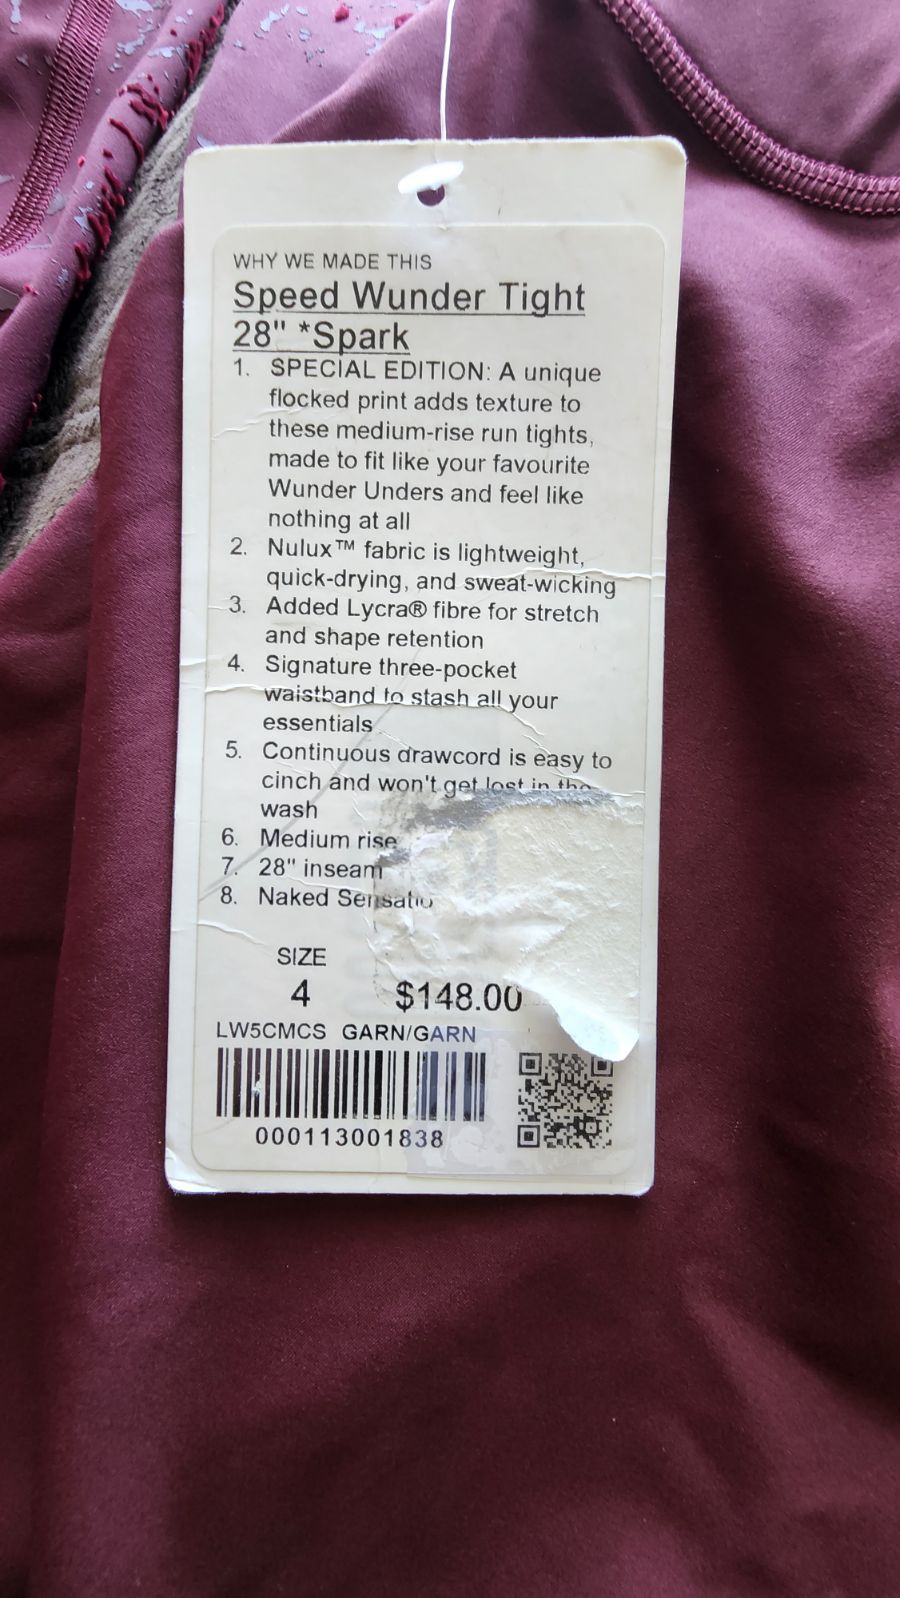 WHY WE MADE THIS
Speed Wunder Tight
28" *Spark
1. SPECIAL EDITION: A unique
flocked print adds texture to
these medium-rise run tights,
made to fit like your favourite
Wunder Unders and feel like
nothing at all
2. Nulux™ fabric is lightweight,
quick-drying, and sweat-wicking
3. Added Lycra® fibre for stretch
and shape retention
4. Signature three-pocket
waistband to stash all your
essentials
5. Continuous drawcord is easy to
cinch and won't get lost in the
wash
6. Medium rise
7. 28" inseam
8. Naked
SIZE
4 $148.00
LW5CMCS GARN/GARN
000113001838